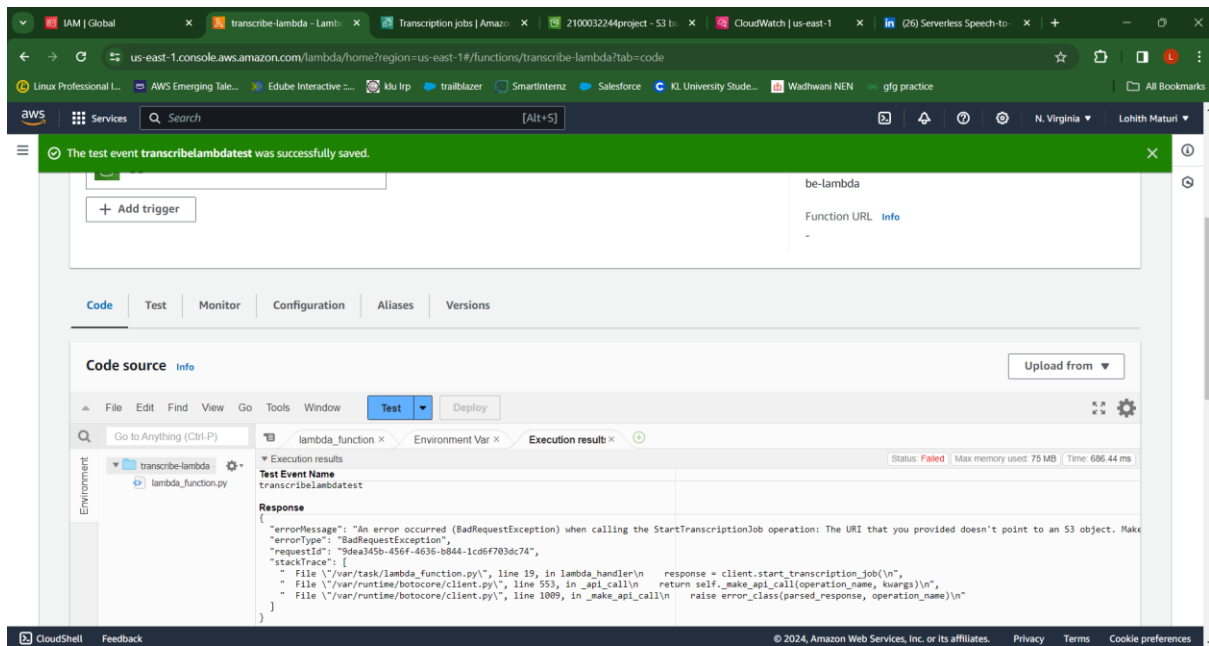 IAM | Global
transcribe-lambda - Lambd
Transcription jobs | Amazo
2100032244project - S3 bu
CloudWatch | us-east-1
in (26) Serverless Speech-to-
us-east-1.console.aws.amazon.com/lambda/home?region=us-east-1#/functions/transcribe-lambda?tab=code
L
Linux Professional I...
AWS Emerging Tale...
Edube Interactive ::...
klu Irp
trailblazer
SmartInternz
Salesforce
KL University Stude...
Wadhwani NEN
gfg practice
All Bookmarks
aws
Services
Search
[Alt+S]
N. Virginia ▼
Lohith Maturi ▼
The test event transcribelambdatest was successfully saved.
be-lambda
+ Add trigger
Function URL Info
-
Code
Test
Monitor
Configuration
Aliases
Versions
Code source Info
Upload from ▼
File Edit Find View Go Tools Window
Test
Deploy
Go to Anything (Ctrl-P)
lambda_function ×
Environment Var ×
Execution result: ×
Environment
transcribe-lambda
lambda_function.py
▼ Execution results
Status: Failed
Max memory used: 75 MB
Time: 686.44 ms
Test Event Name
transcribelambdatest
Response
{
"errorMessage": "An error occurred (BadRequestException) when calling the StartTranscriptionJob operation: The URI that you provided doesn't point to an S3 object. Make
"errorType": "BadRequestException",
"requestId": "9dea345b-456f-4636-b844-1cd6f703dc74",
"stackTrace": [
" File \"/var/task/lambda_function.py\", line 19, in lambda_handler\n response = client.start_transcription_job(\n",
" File \"/var/runtime/botocore/client.py\", line 553, in _api_call\n return self._make_api_call(operation_name, kwargs)\n",
" File \"/var/runtime/botocore/client.py\", line 1009, in _make_api_call\n raise error_class(parsed_response, operation_name)\n"
]
}
CloudShell
Feedback
© 2024, Amazon Web Services, Inc. or its affiliates.
Privacy
Terms
Cookie preferences